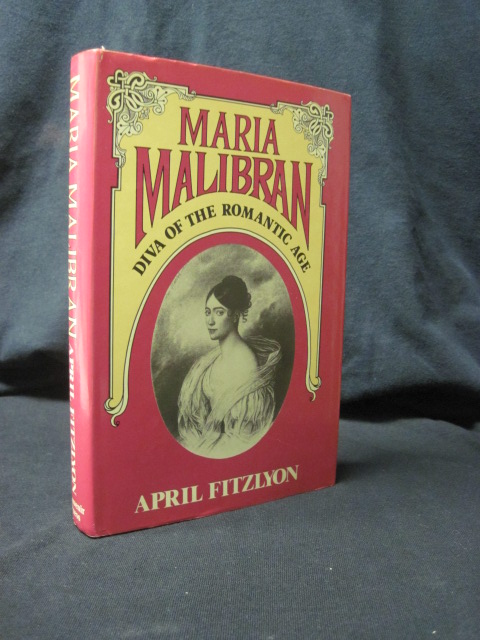 MARIA
MALIBRAN
DIVA OF THE ROMANTIC AGE
APRIL FITZLYON
MARIA MALIBRAN APRIL FITZLYON